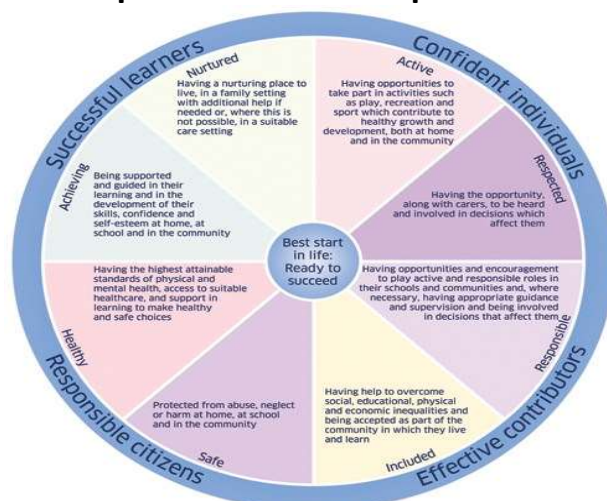 Successful learners
Confident individuals
Nurtured
Having a nurturing place to
live, in a family setting
with additional help if
needed or, where this is
not possible, in a suitable
care setting
Active
Having opportunities to
take part in activities such
as play, recreation and
sport which contribute to
healthy growth and
development, both at home
and in the community
Achieving
Being supported
and guided in their
learning and in the
development of their
skills, confidence and
self-esteem at home, at
school and in the community
Respected
Having the opportunity,
along with carers, to be heard
and involved in decisions which
affect them
Best start
in life:
Ready to
succeed
Healthy
Having the highest attainable
standards of physical and
mental health, access to suitable
healthcare, and support in
learning to make healthy
and safe choices
Having opportunities and encouragement
to play active and responsible roles in
their schools and communities and, where
necessary, having appropriate guidance
and supervision and being involved
in decisions that affect them
Responsible
Protected from abuse, neglect
or harm at home, at school
and in the community
Safe
Having help to overcome
social, educational, physical
and economic inequalities and
being accepted as part of the
community in which they live
and learn
Included
Responsible citizens
Effective contributors